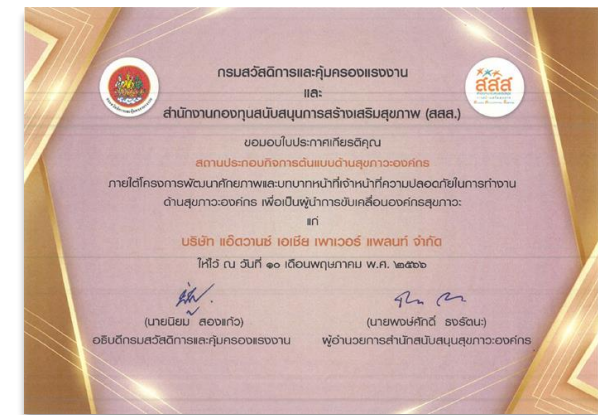 กรมสวัสดิการและคุ้มครองแรงงาน
และ
สำนักงานกองทุนสนับสนุนการสร้างเสริมสุขภาพ (สสส.)
สสส
ขอมอบใบประกาศเกียรติคุณ
สถานประกอบกิจการต้นแบบด้านสุขภาวะองค์กร
ภายใต้โครงการพัฒนาศักยภาพและบทบาทหน้าที่เจ้าหน้าที่ความปลอดภัยในการทำงาน
ด้านสุขภาวะองค์กร เพื่อเป็นผู้นำการขับเคลื่อนองค์กรสุขภาวะ
แก่
บริษัท แอ๊ดวานซ์ เอเชีย เพาเวอร์ แพลนท์ จำกัด
ให้ไว้ ณ วันที่ ๑๐ เดือนพฤษภาคม พ.ศ. ๒๕๖๖
(นายนิยม สองแก้ว)
อธิบดีกรมสวัสดิการและคุ้มครองแรงงาน
(นายพงษ์ศักดิ์ ธงรัตนะ)
ผู้อำนวยการสำนักสนับสนุนสุขภาวะองค์กร